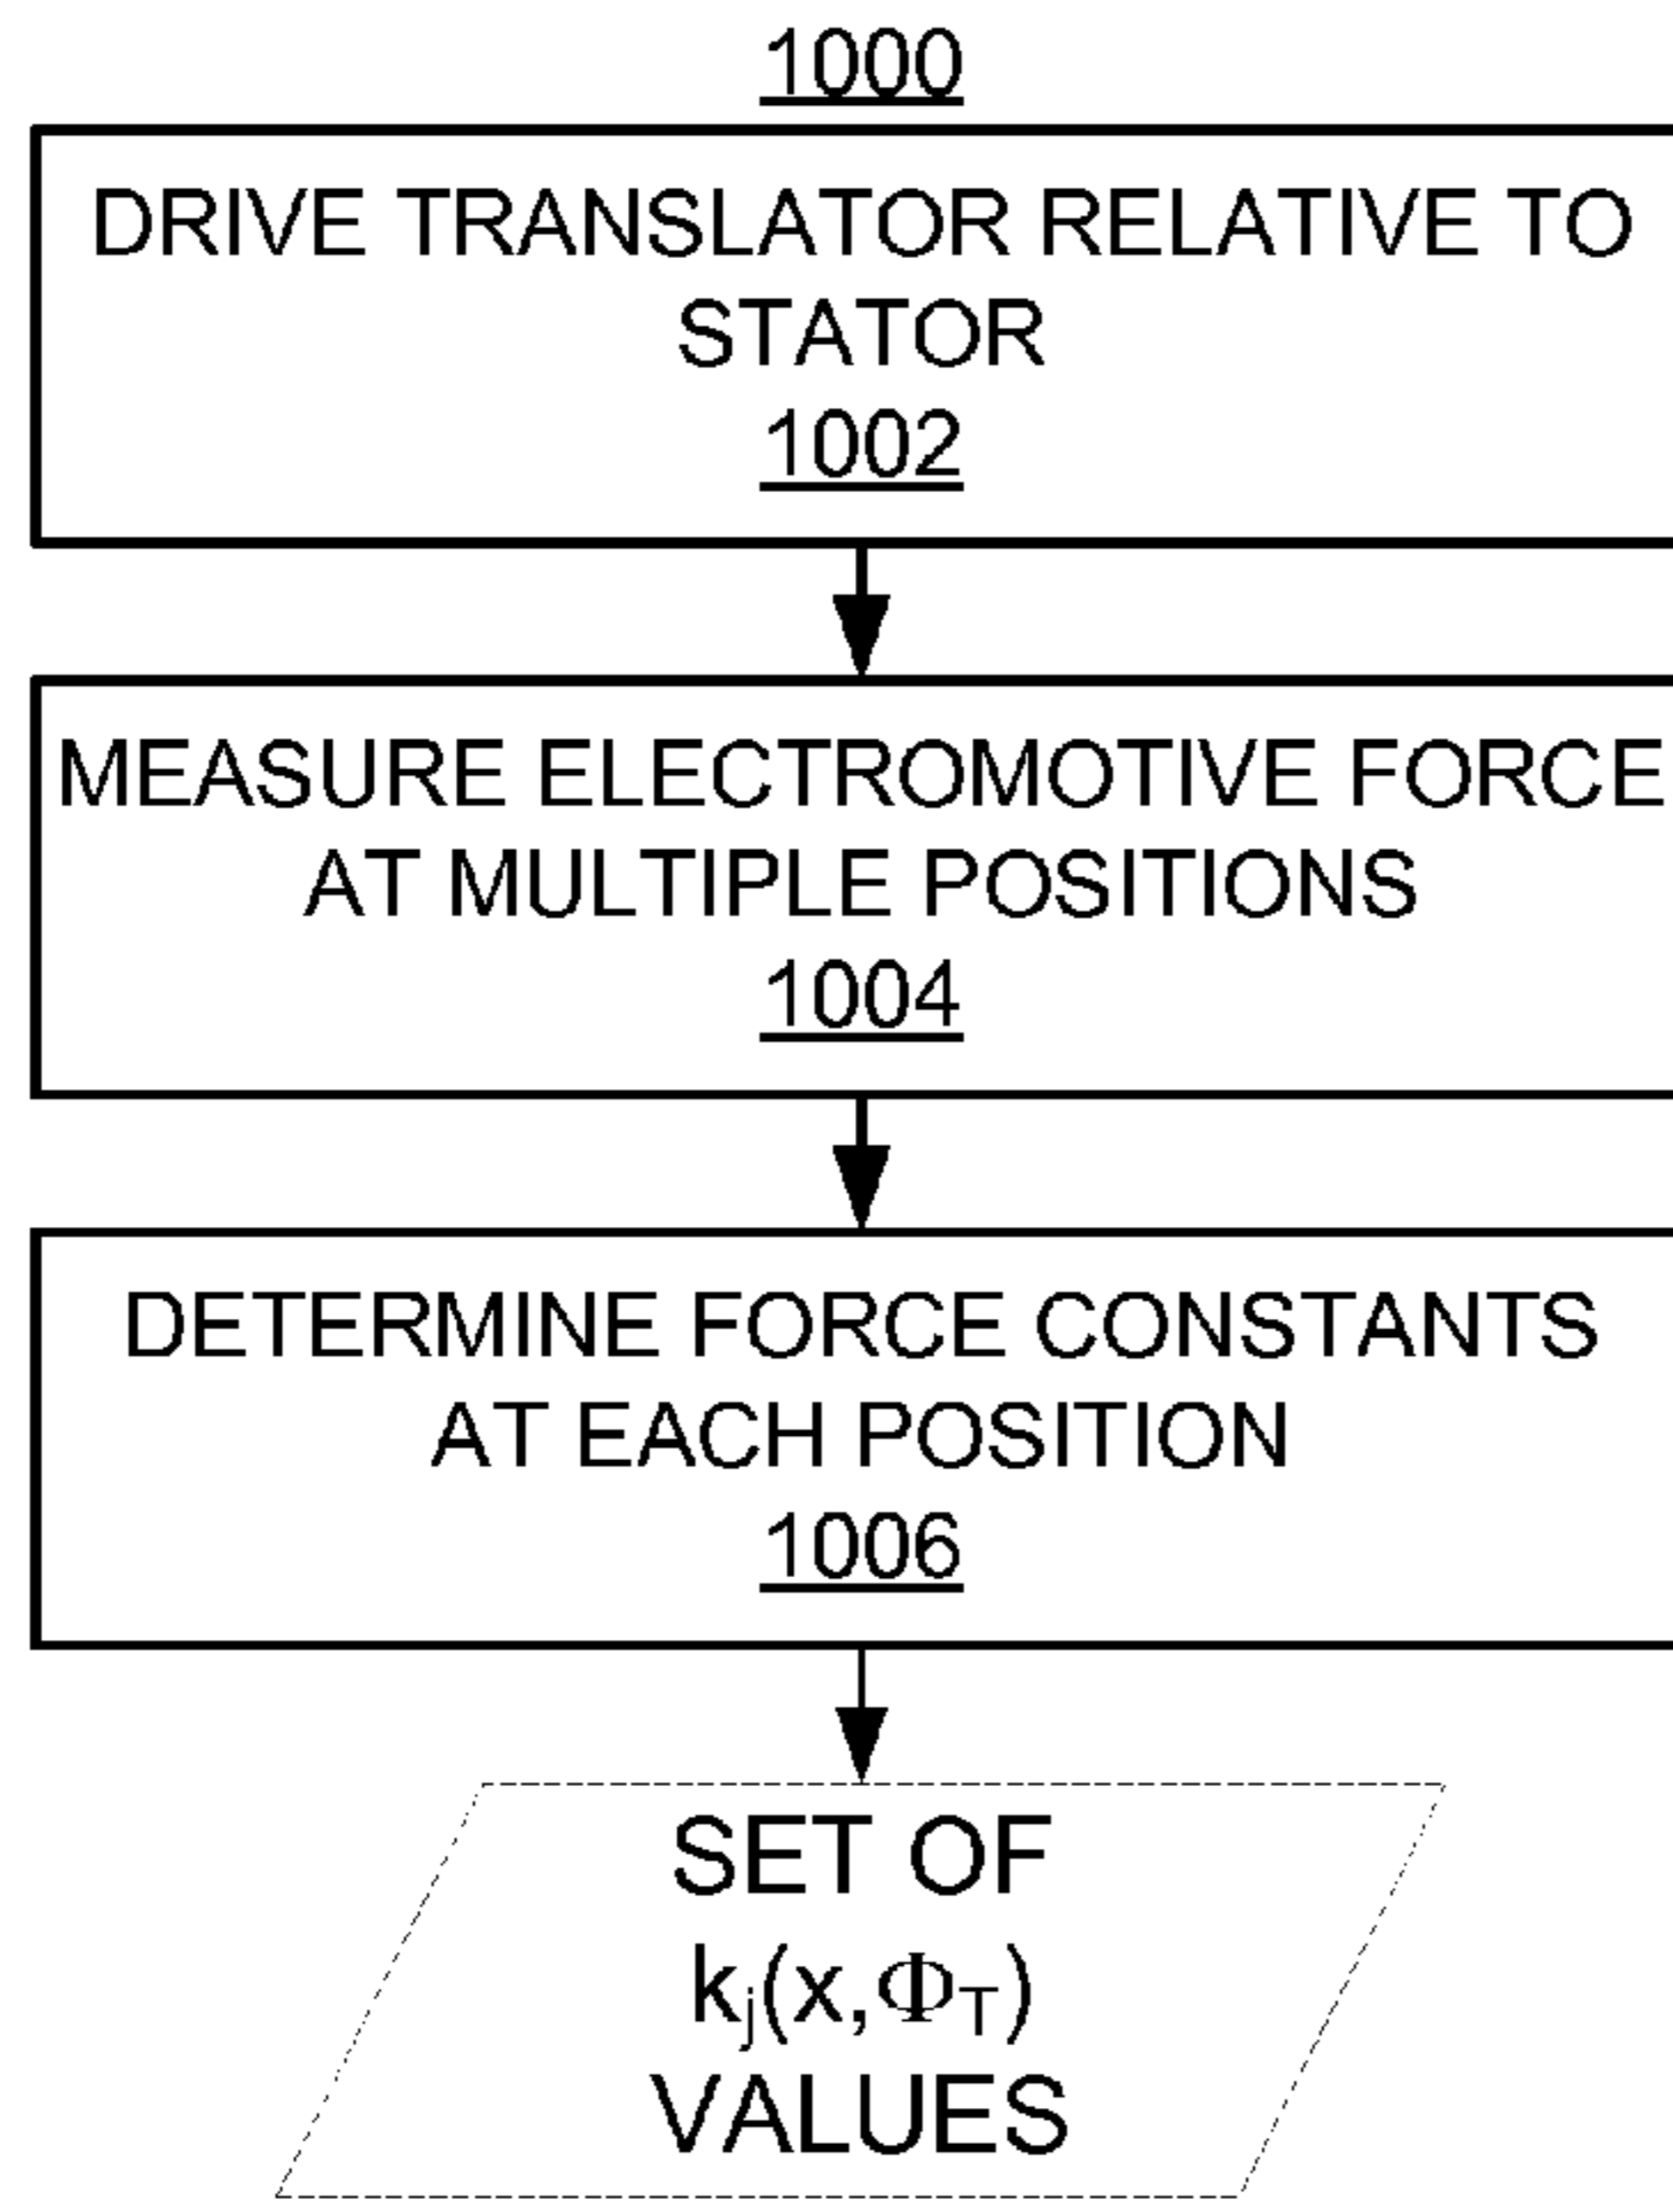 1000
DRIVE TRANSLATOR RELATIVE TO
STATOR
1002
MEASURE ELECTROMOTIVE FORCE
AT MULTIPLE POSITIONS
1004
DETERMINE FORCE CONSTANTS
AT EACH POSITION
1006
SET OF
kj(x,ΦT)
VALUES